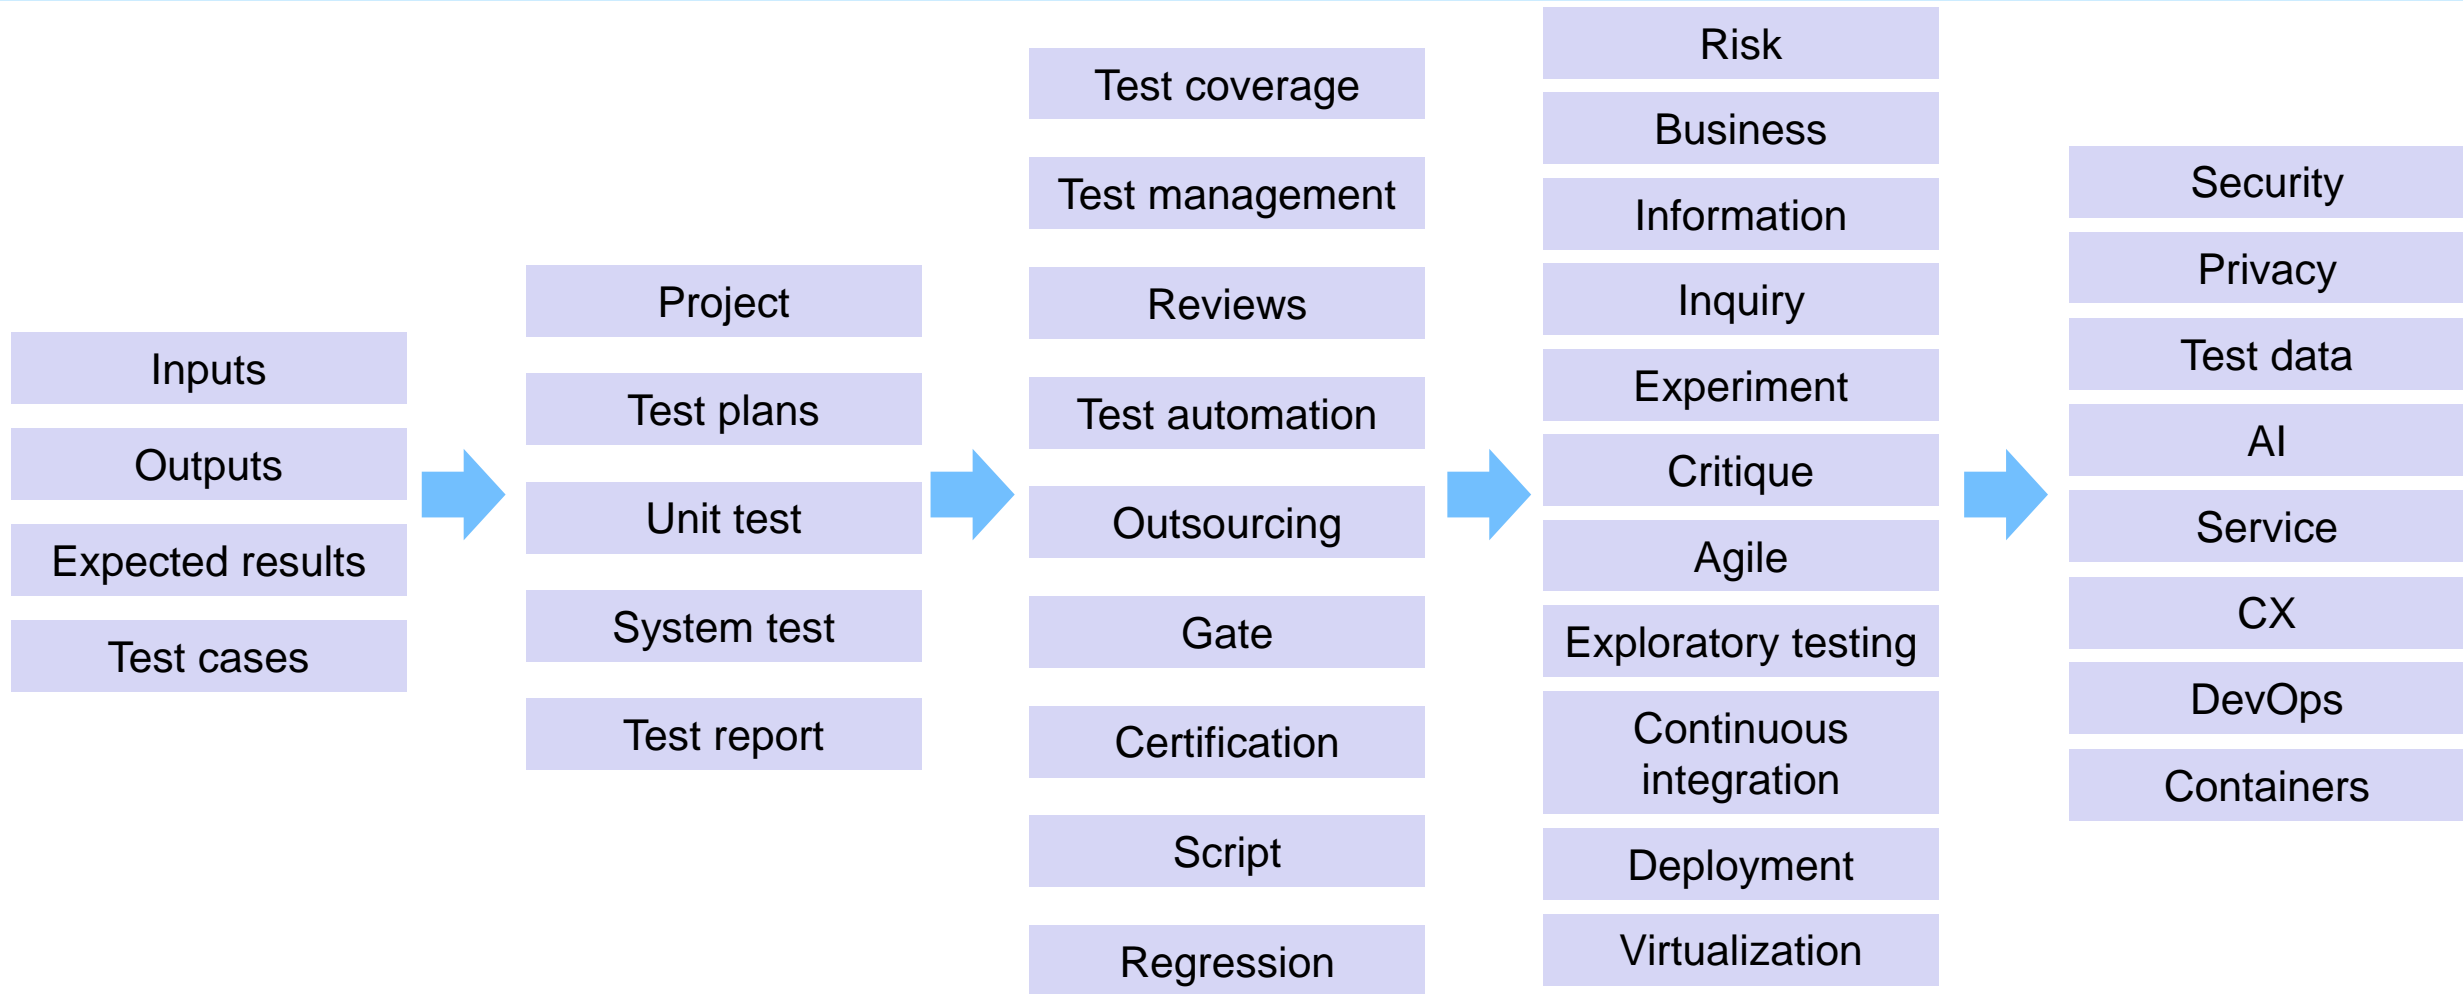 Inputs
Outputs
Expected results
Test cases
Project
Test plans
Unit test
System test
Test report
Test coverage
Test management
Reviews
Test automation
Outsourcing
Gate
Certification
Script
Regression
Risk
Business
Information
Inquiry
Experiment
Critique
Agile
Exploratory testing
Continuous
integration
Deployment
Virtualization
Security
Privacy
Test data
AI
Service
CX
DevOps
Containers